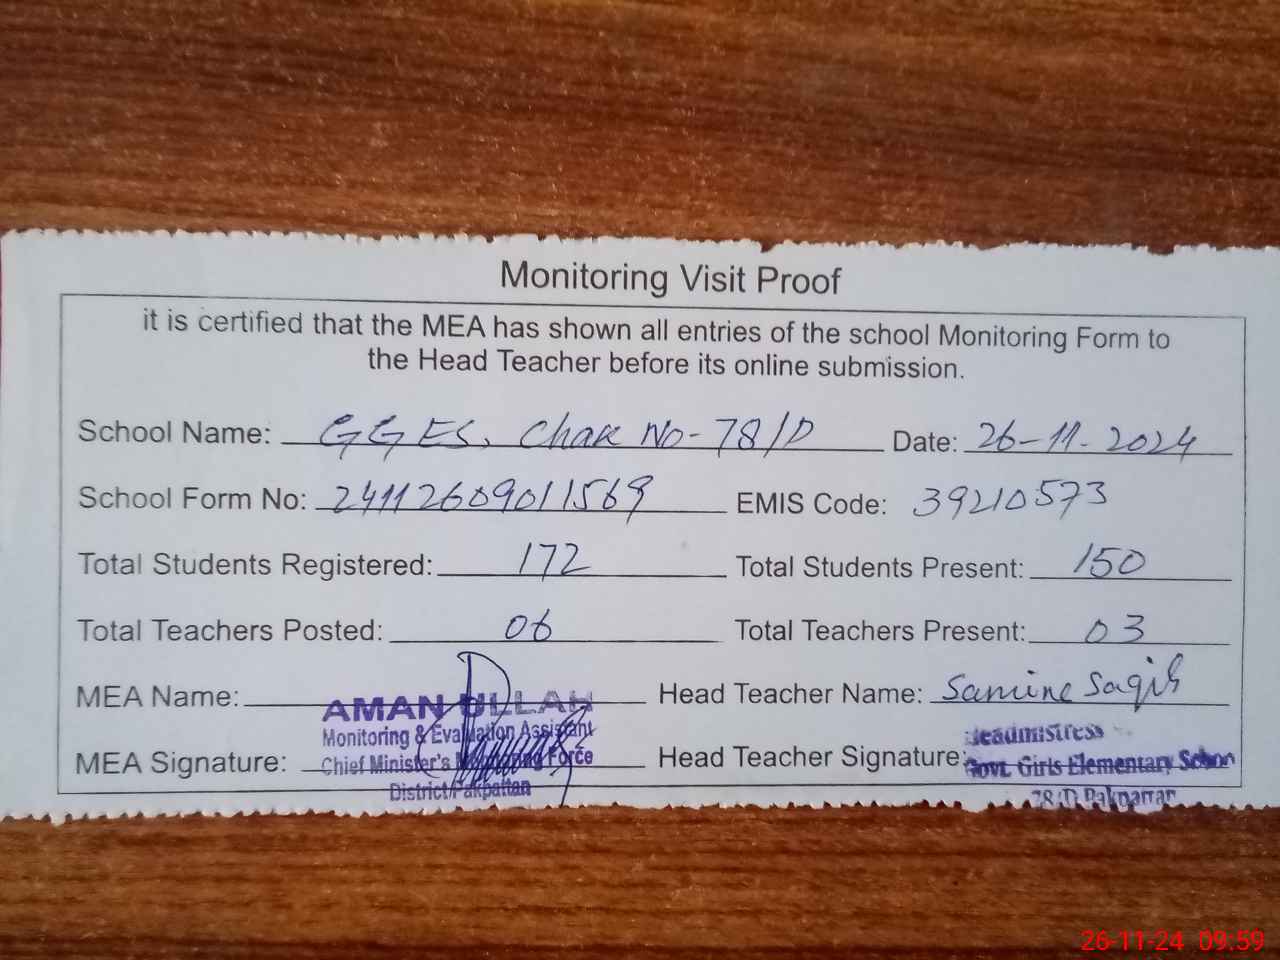 Monitoring Visit Proof
it is certified that the MEA has shown all entries of the school Monitoring Form to
the Head Teacher before its online submission.
School Name: GGES, Chak No-78/D Date: 26-11-2024
School Form No: 24112609011569 EMIS Code: 39210573
Total Students Registered: 172 Total Students Present: 150
Total Teachers Posted: 06 Total Teachers Present: 03
MEA Name: AMAN ULLAH Head Teacher Name: Samine Saqib
Monitoring & Evaluation Assistant Headmistress
MEA Signature: Chief Minister's Monitoring Force Head Teacher Signature: Govt. Girls Elementary School
District Pakpattan 78/D Pakpattan
26-11-24 09:59